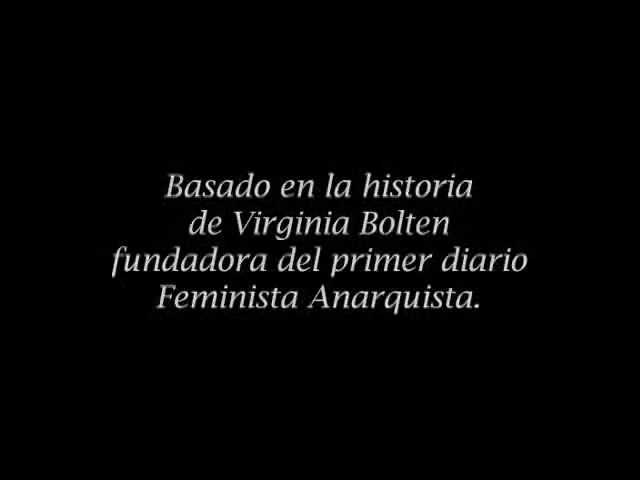 Basado en la historia
de Virginia Bolten
fundadora del primer diario
Feminista Anarquista.